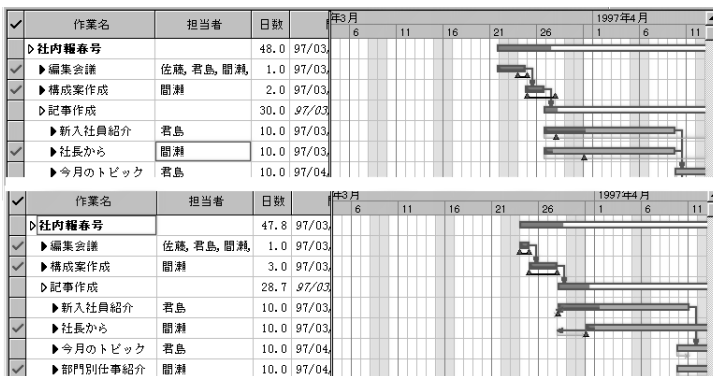 ✓ 作業名 担当者 日数 年3月 1997年4月
6 11 16 21 26 1 6 11
社内報春号 48.0 97/03
編集会議 佐藤, 君島, 間瀬, 1.0 97/03,
構成案作成 間瀬 2.0 97/03,
記事作成 30.0 97/03
新入社員紹介 君島 10.0 97/03,
社長から 間瀬 10.0 97/03,
今月のトピック 君島 10.0 97/04,
✓ 作業名 担当者 日数 年3月 1997年4月
6 11 16 21 26 1 6 11
社内報春号 47.8 97/03,
編集会議 佐藤, 君島, 間瀬, 1.0 97/03,
構成案作成 間瀬 3.0 97/03,
記事作成 28.7 97/03
新入社員紹介 君島 10.0 97/03,
社長から 間瀬 10.0 97/03,
今月のトピック 君島 10.0 97/04,
部門別仕事紹介 間瀬 10.0 97/04,